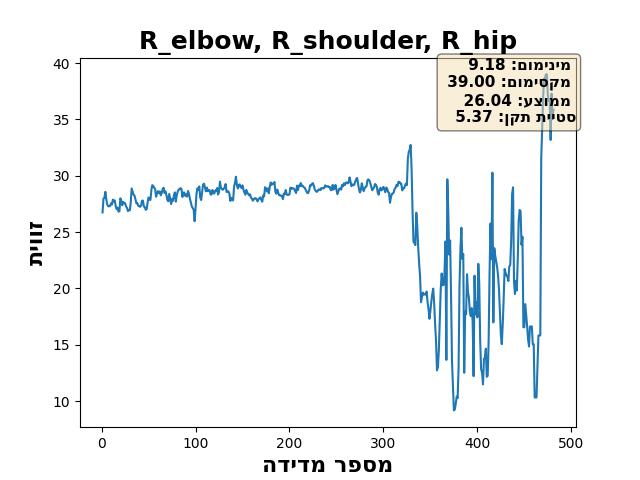 R_elbow, R_shoulder, R_hip
מינימום: 9.18
מקסימום: 39.00
ממוצע: 26.04
סטיית תקן: 5.37
זווית
40
35
30
25
20
15
10
0 100 200 300 400 500
מספר מדידה